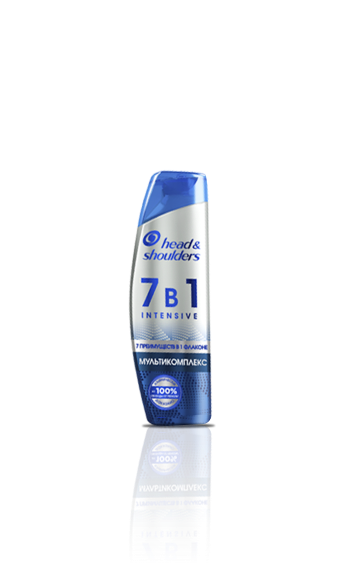 head &
shoulders
7 В 1
INTENSIVE
7 ПРЕИМУЩЕСТВ В 1 ФЛАКОНЕ
МУЛЬТИКОМПЛЕКС
100%